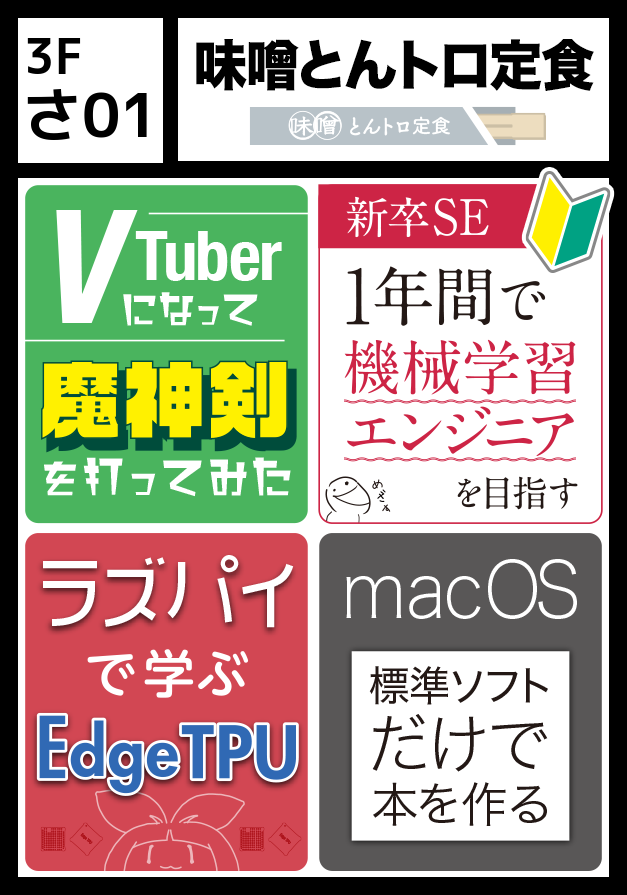 3F
さ01
味噌とんトロ定食
味噌とんトロ定食
VTuber
になって
魔神剣
を打ってみた
新卒SE
1年間で
機械学習
エンジニア
を目指す
めざす
ラズパイ
で学ぶ
EdgeTPU
macOS
標準ソフト
だけで
本を作る